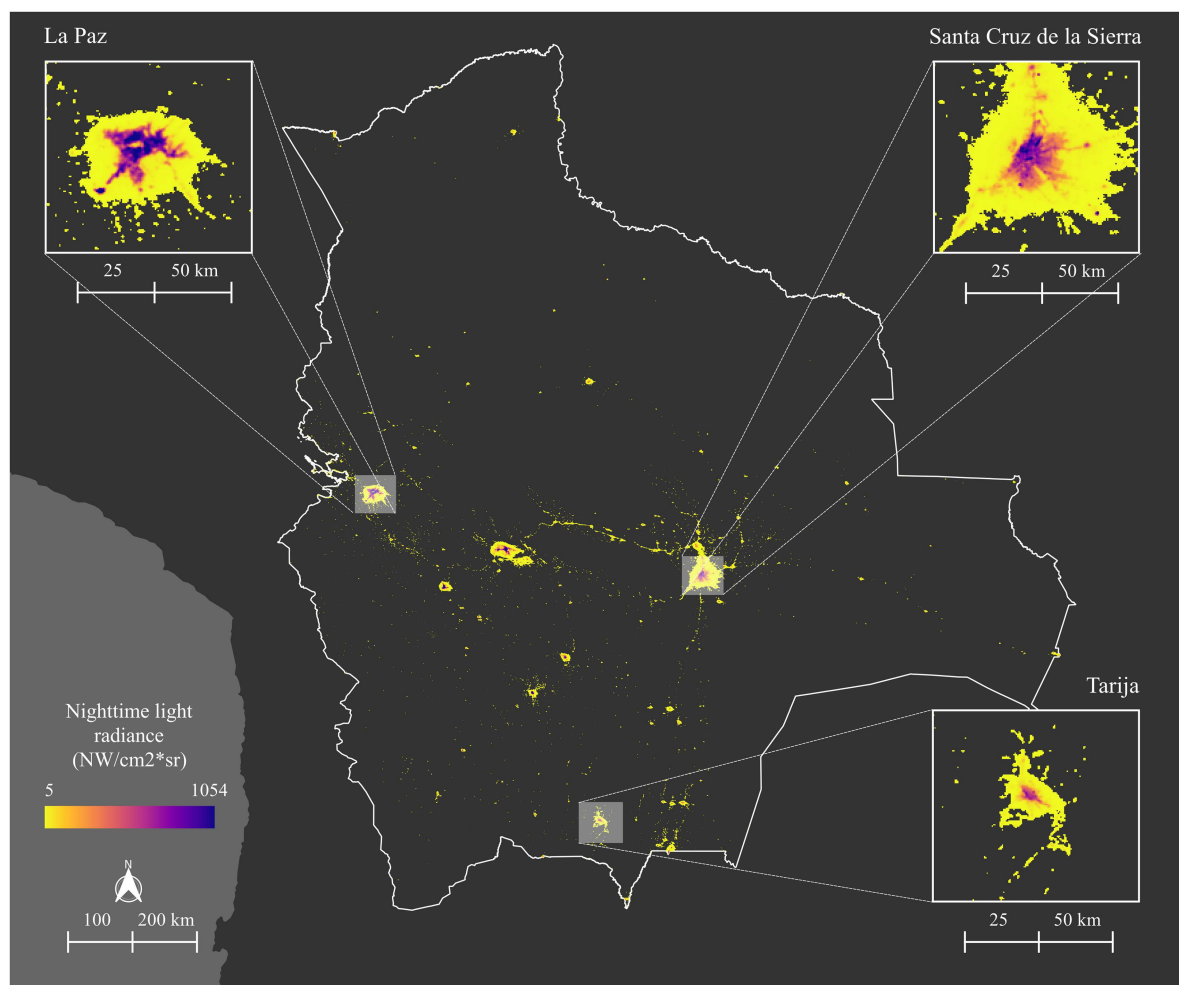 La Paz
Santa Cruz de la Sierra
25 50 km
25 50 km
Tarija
Nighttime light
radiance
(NW/cm2*sr)
5 1054
N
100 200 km
25 50 km